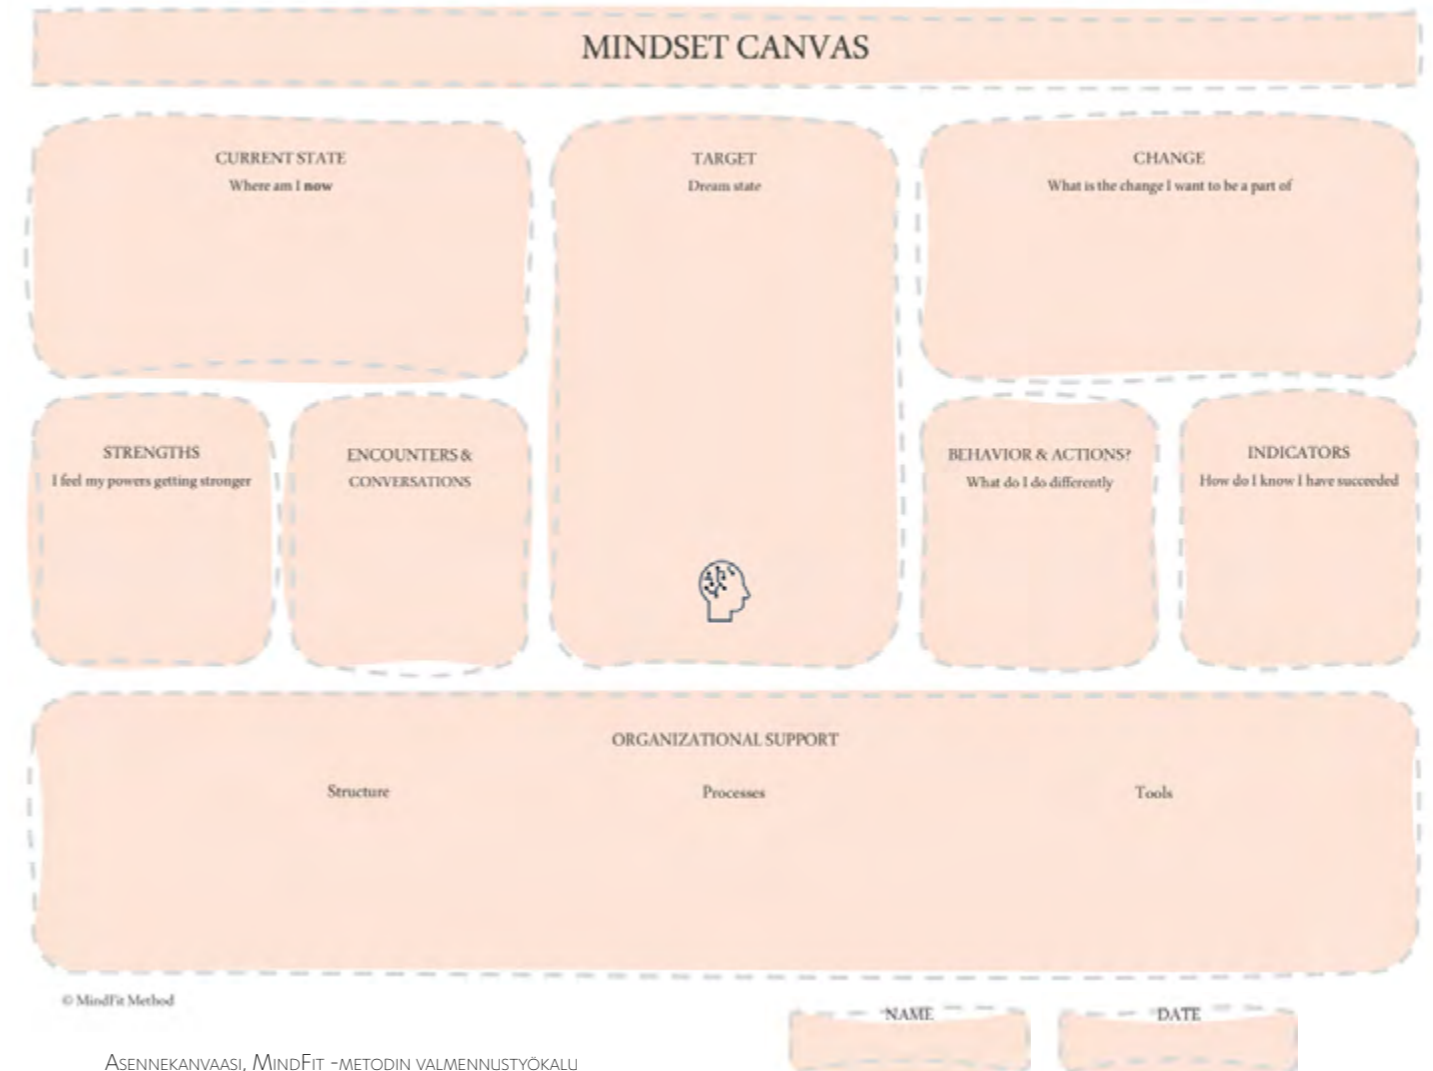 MINDSET CANVAS
CURRENT STATE
Where am I now
TARGET
Dream state
CHANGE
What is the change I want to be a part of
STRENGTHS
I feel my powers getting stronger
ENCOUNTERS &
CONVERSATIONS
BEHAVIOR & ACTIONS?
What do I do differently
INDICATORS
How do I know I have succeeded
ORGANIZATIONAL SUPPORT
Structure
Processes
Tools
© MindFit Method
NAME
DATE
ASENNEKANVAASI, MINDFIT -METODIN VALMENNUSTYÖKALU